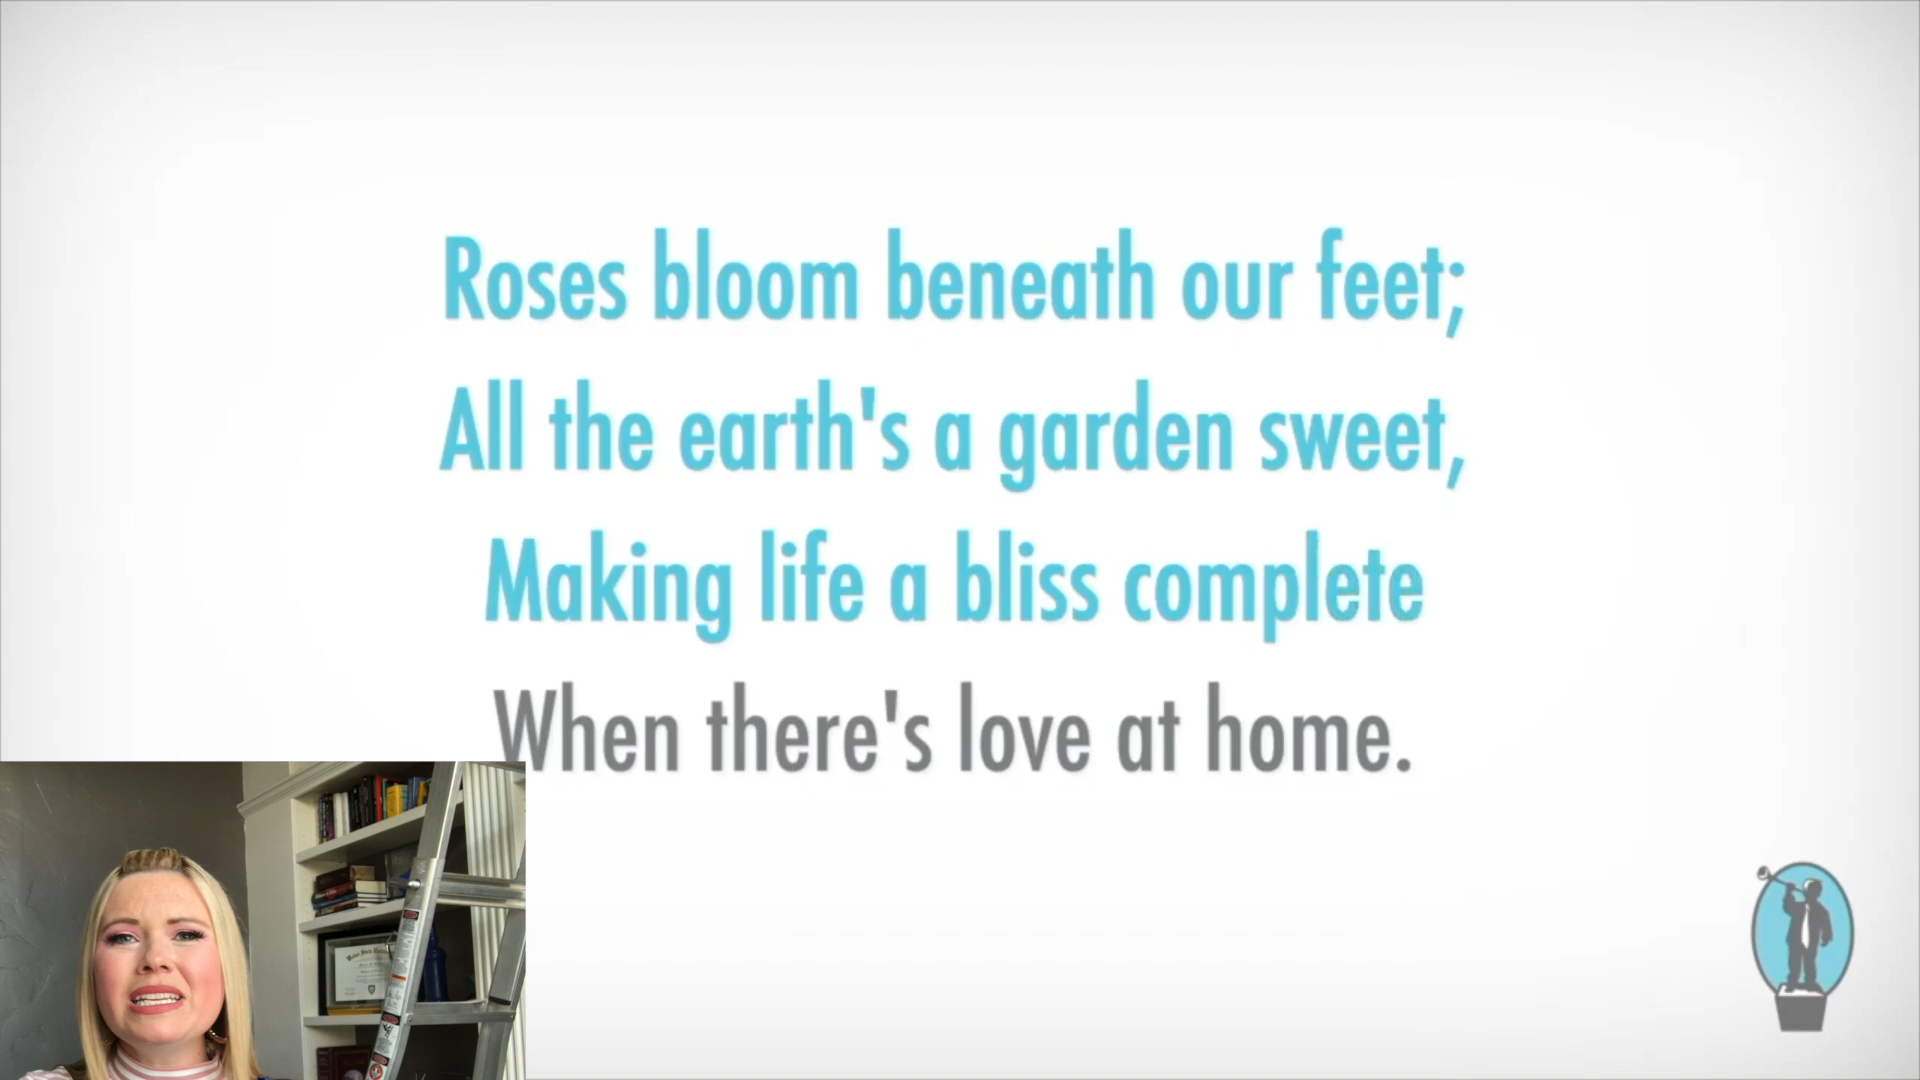 Roses bloom beneath our feet;
All the earth's a garden sweet,
Making life a bliss complete
When there's love at home.